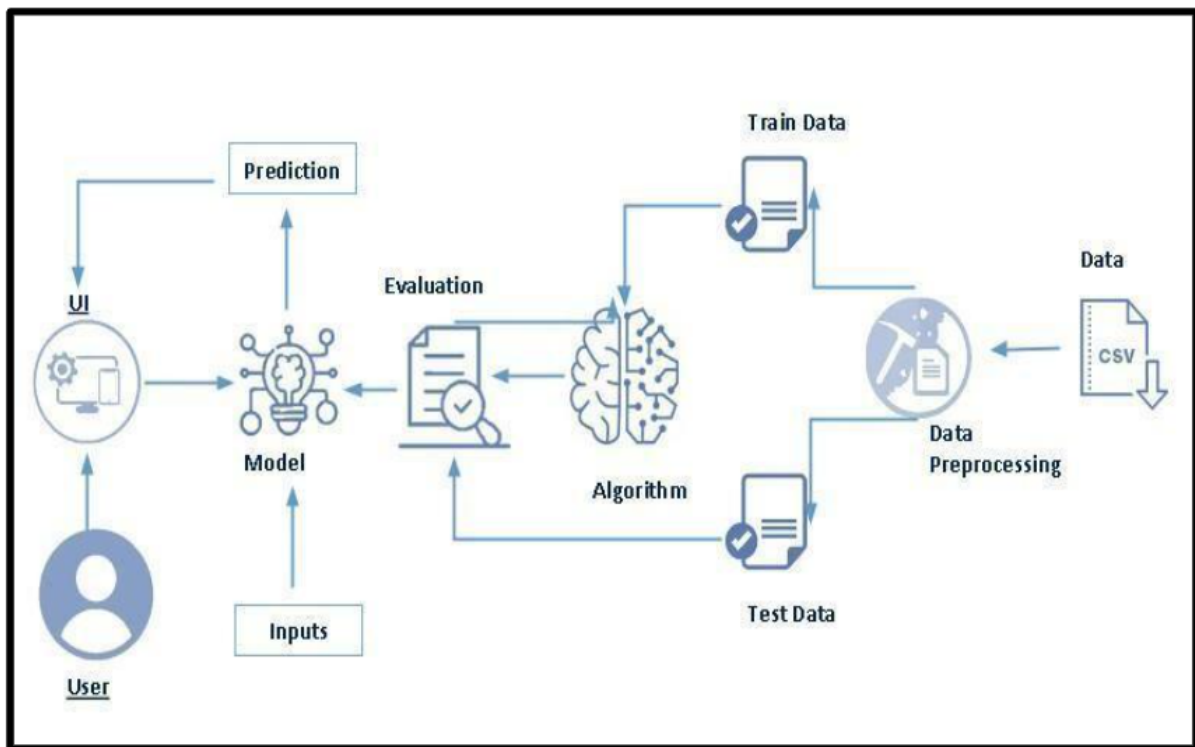 Train Data
Prediction
Data
Evaluation
UI
CSV
Model
Data
Preprocessing
Algorithm
Inputs
Test Data
User